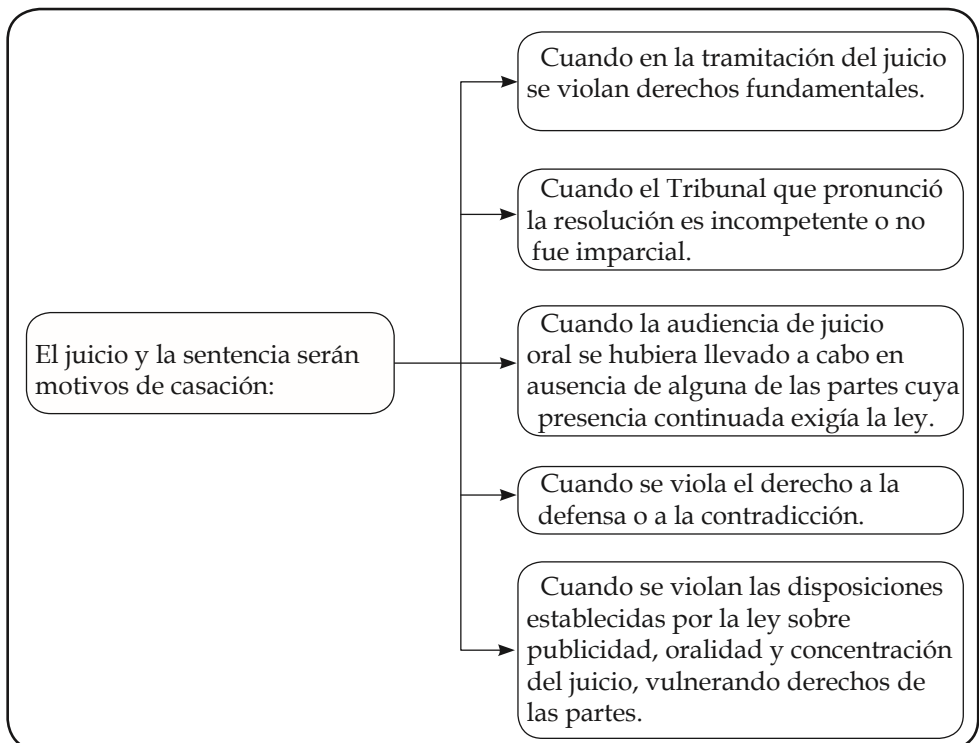 El juicio y la sentencia serán
motivos de casación:
Cuando en la tramitación del juicio
se violan derechos fundamentales.
Cuando el Tribunal que pronunció
la resolución es incompetente o no
fue imparcial.
Cuando la audiencia de juicio
oral se hubiera llevado a cabo en
ausencia de alguna de las partes cuya
presencia continuada exigía la ley.
Cuando se viola el derecho a la
defensa o a la contradicción.
Cuando se violan las disposiciones
establecidas por la ley sobre
publicidad, oralidad y concentración
del juicio, vulnerando derechos de
las partes.